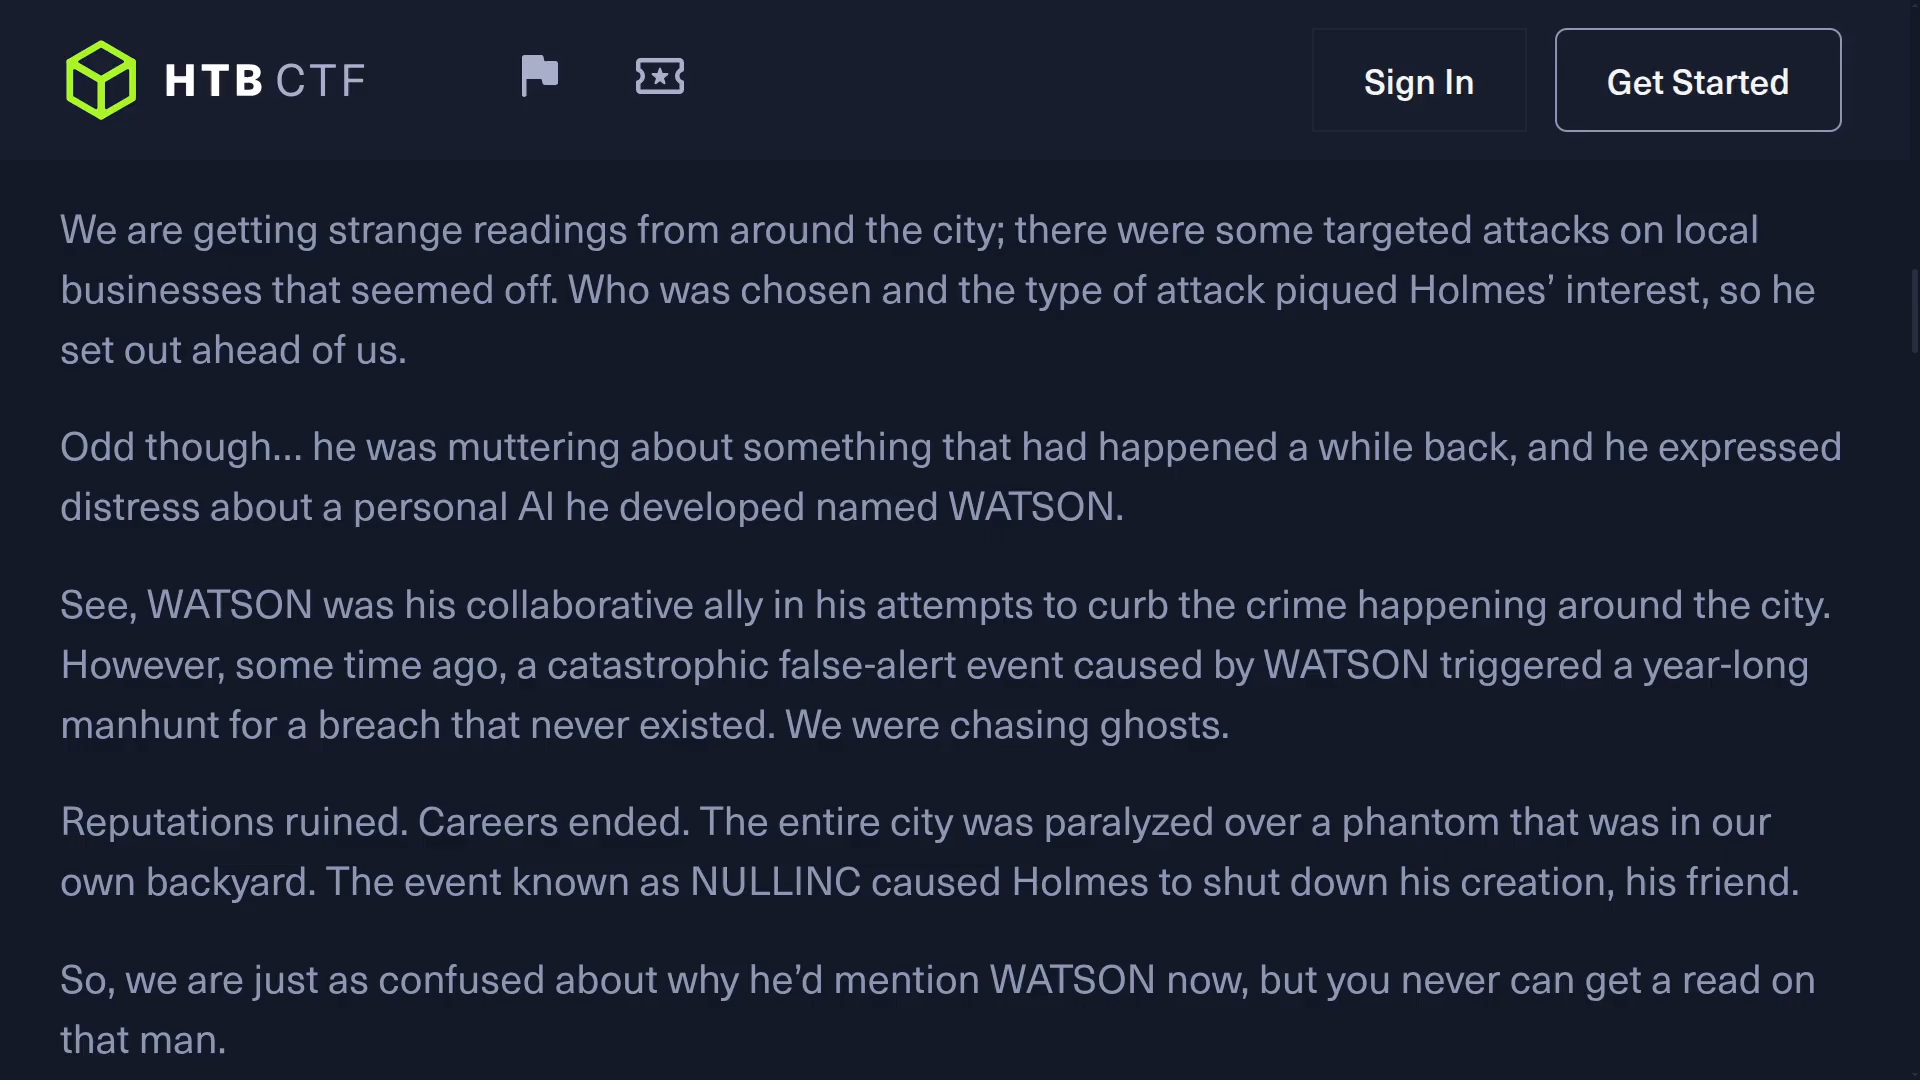 HTB CTF
Sign In
Get Started
We are getting strange readings from around the city; there were some targeted attacks on local
businesses that seemed off. Who was chosen and the type of attack piqued Holmes’ interest, so he
set out ahead of us.
Odd though... he was muttering about something that had happened a while back, and he expressed
distress about a personal AI he developed named WATSON.
See, WATSON was his collaborative ally in his attempts to curb the crime happening around the city.
However, some time ago, a catastrophic false-alert event caused by WATSON triggered a year-long
manhunt for a breach that never existed. We were chasing ghosts.
Reputations ruined. Careers ended. The entire city was paralyzed over a phantom that was in our
own backyard. The event known as NULLINC caused Holmes to shut down his creation, his friend.
So, we are just as confused about why he’d mention WATSON now, but you never can get a read on
that man.